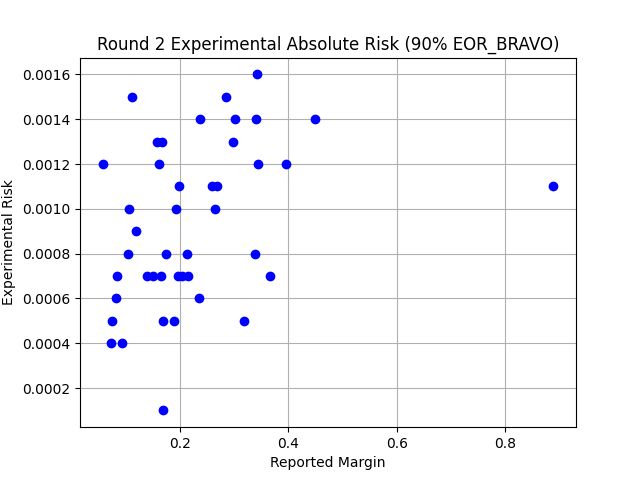 Round 2 Experimental Absolute Risk (90% EOR_BRAVO)
0.0016
0.0014
0.0012
0.0010
0.0008
0.0006
0.0004
0.0002
Experimental Risk
0.2 0.4 0.6 0.8
Reported Margin